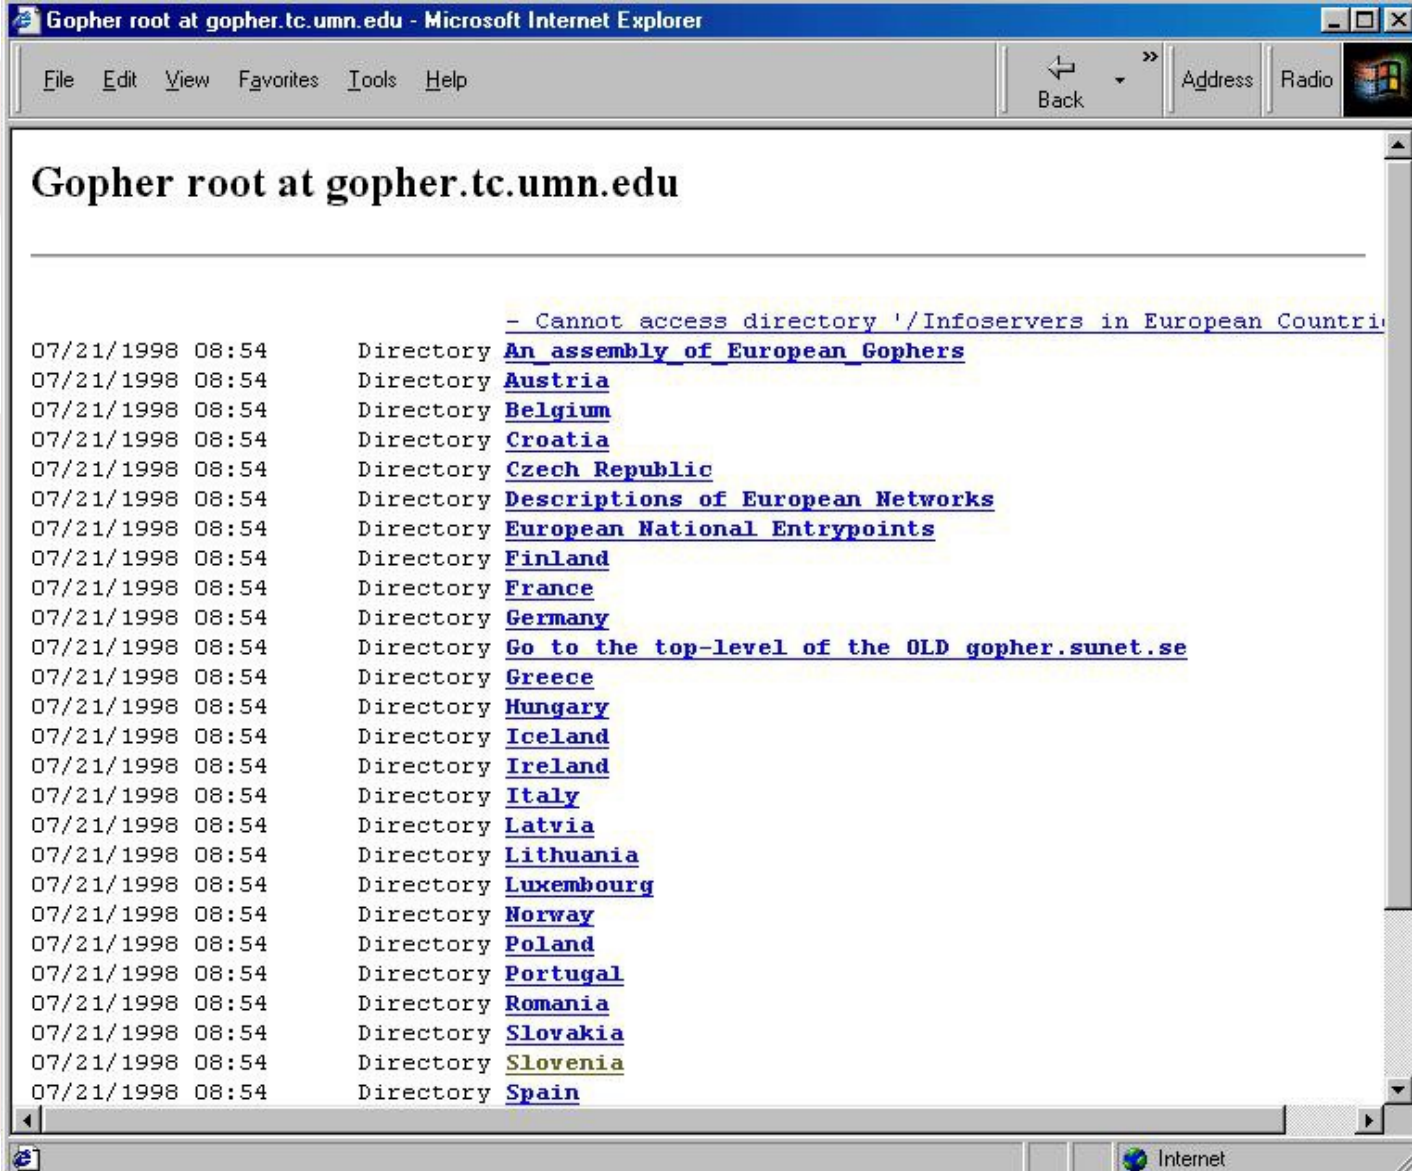 Gopher root at gopher.tc.umn.edu - Microsoft Internet Explorer
File Edit View Favorites Tools Help Back » Address Radio
Gopher root at gopher.tc.umn.edu
- Cannot access directory '/Infoservers in European Countri
07/21/1998 08:54 Directory An_assembly_of_European_Gophers
07/21/1998 08:54 Directory Austria
07/21/1998 08:54 Directory Belgium
07/21/1998 08:54 Directory Croatia
07/21/1998 08:54 Directory Czech Republic
07/21/1998 08:54 Directory Descriptions of European Networks
07/21/1998 08:54 Directory European National Entrypoints
07/21/1998 08:54 Directory Finland
07/21/1998 08:54 Directory France
07/21/1998 08:54 Directory Germany
07/21/1998 08:54 Directory Go to the top-level of the OLD gopher.sunet.se
07/21/1998 08:54 Directory Greece
07/21/1998 08:54 Directory Hungary
07/21/1998 08:54 Directory Iceland
07/21/1998 08:54 Directory Ireland
07/21/1998 08:54 Directory Italy
07/21/1998 08:54 Directory Latvia
07/21/1998 08:54 Directory Lithuania
07/21/1998 08:54 Directory Luxembourg
07/21/1998 08:54 Directory Norway
07/21/1998 08:54 Directory Poland
07/21/1998 08:54 Directory Portugal
07/21/1998 08:54 Directory Romania
07/21/1998 08:54 Directory Slovakia
07/21/1998 08:54 Directory Slovenia
07/21/1998 08:54 Directory Spain
Internet